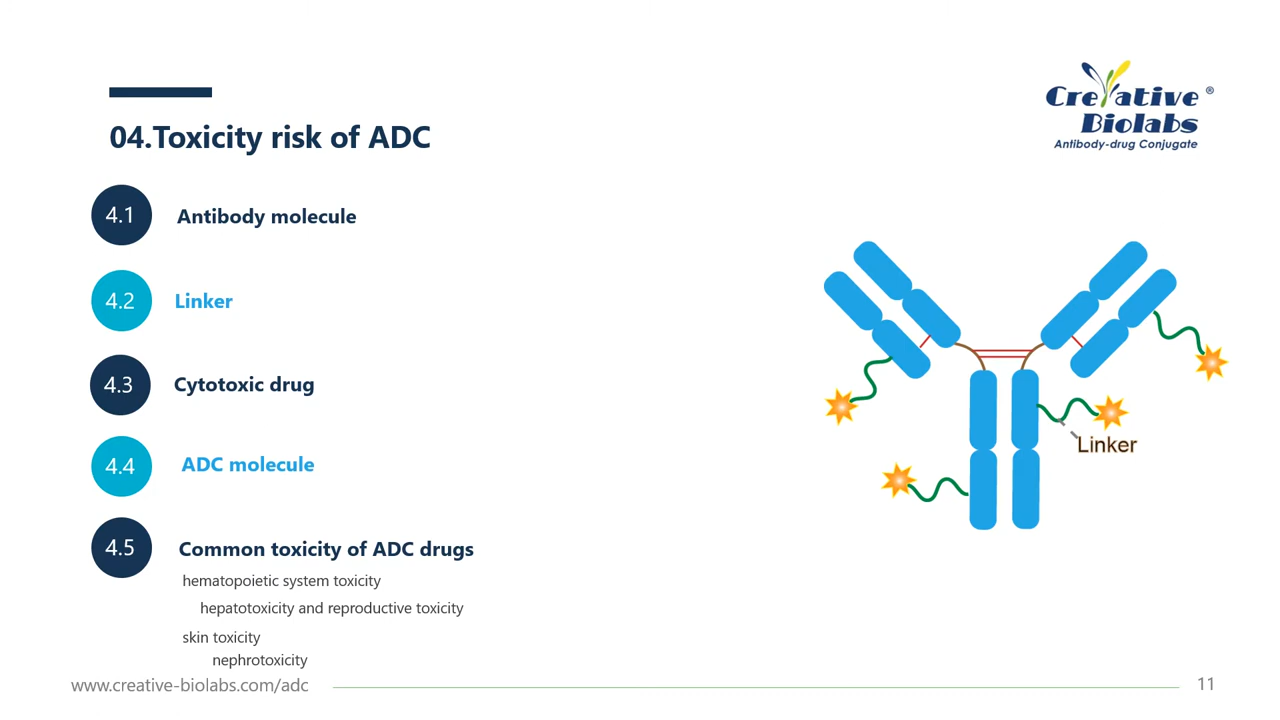 Creative ®
Biolabs
Antibody-drug Conjugate
04.Toxicity risk of ADC
4.1 Antibody molecule
4.2 Linker
4.3 Cytotoxic drug
4.4 ADC molecule
4.5 Common toxicity of ADC drugs
hematopoietic system toxicity
hepatotoxicity and reproductive toxicity
skin toxicity
nephrotoxicity
Linker
www.creative-biolabs.com/adc
11